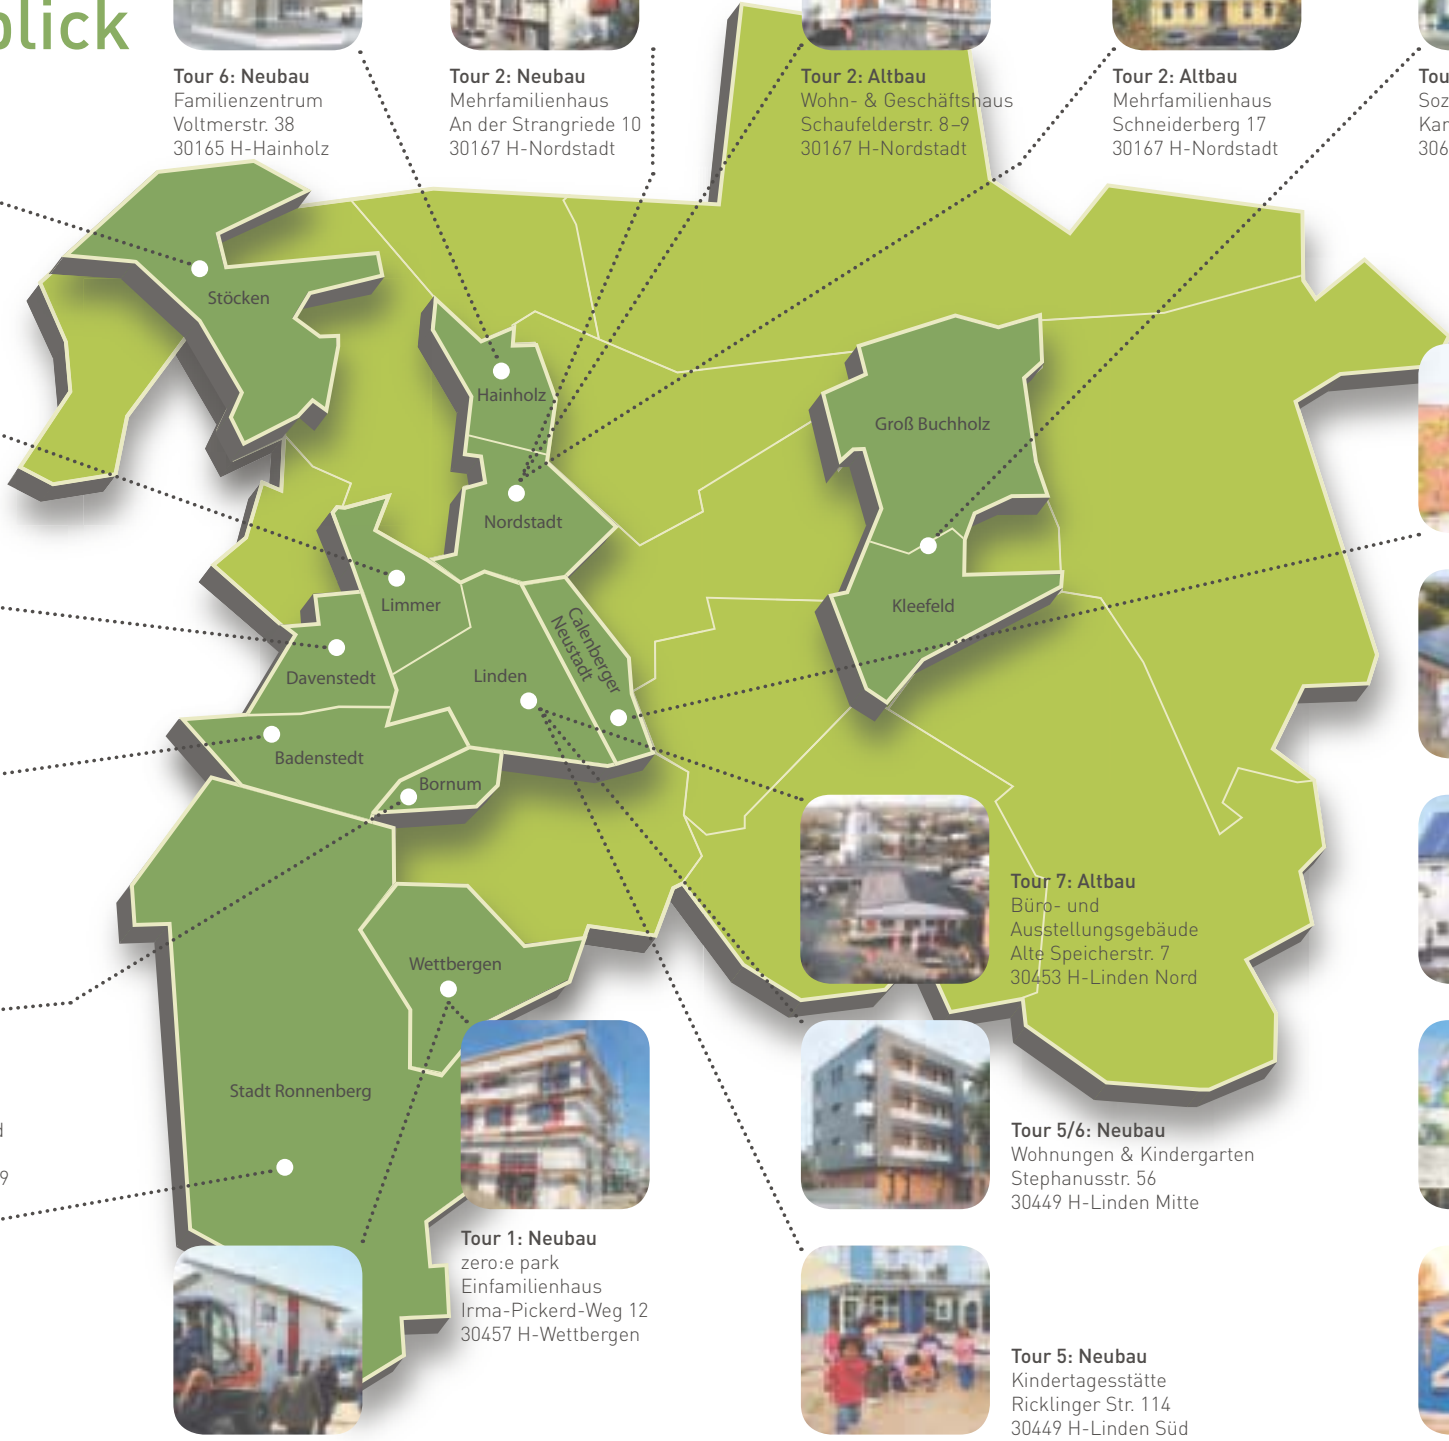 blick
Tour 6: Neubau
Familienzentrum
Voltmerstr. 38
30165 H-Hainholz
Tour 2: Neubau
Mehrfamilienhaus
An der Strangriede 10
30167 H-Nordstadt
Tour 2: Altbau
Wohn- & Geschäftshaus
Schaufelderstr. 8–9
30167 H-Nordstadt
Tour 2: Altbau
Mehrfamilienhaus
Schneiderberg 17
30167 H-Nordstadt
Tou
Soz
Kar
306
Stöcken
Hainholz
Groß Buchholz
Nordstadt
Limmer
Kleefeld
Calenberger
Neustadt
Davenstedt
Linden
Badenstedt
Bornum
Tour 7: Altbau
Büro- und
Ausstellungsgebäude
Alte Speicherstr. 7
30453 H-Linden Nord
Wettbergen
Stadt Ronnenberg
d
9
Tour 5/6: Neubau
Wohnungen & Kindergarten
Stephanusstr. 56
30449 H-Linden Mitte
Tour 1: Neubau
zero:e park
Einfamilienhaus
Irma-Pickerd-Weg 12
30457 H-Wettbergen
Tour 5: Neubau
Kindertagesstätte
Ricklinger Str. 114
30449 H-Linden Süd